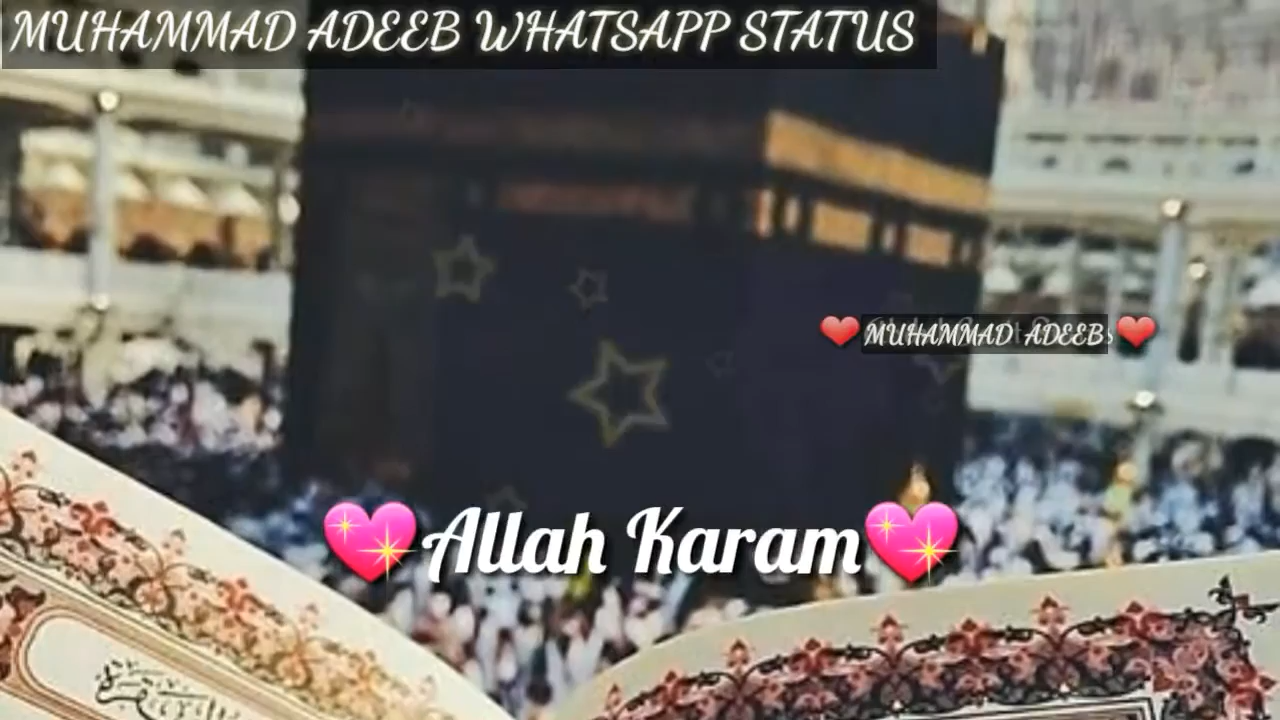 MUHAMMAD ADEEB WHATSAPP STATUS
❤️MUHAMMAD ADEEB❤️
💖Allah Karam💖